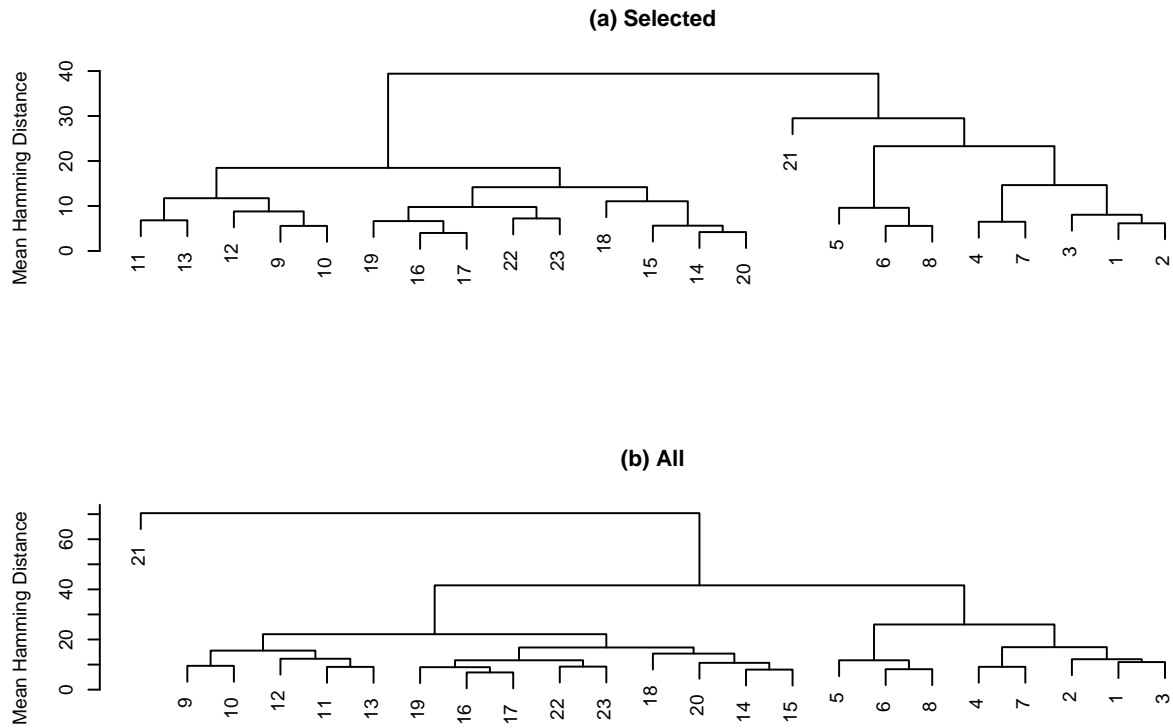 (a) Selected
Mean Hamming Distance
0 10 20 30 40
11 13 12 9 10 19 16 17 22 23 18 15 14 20 21 5 6 8 4 7 3 1 2
(b) All
Mean Hamming Distance
0 20 40 60
21 9 10 12 11 13 19 16 17 22 23 18 20 14 15 5 6 8 4 7 2 1 3